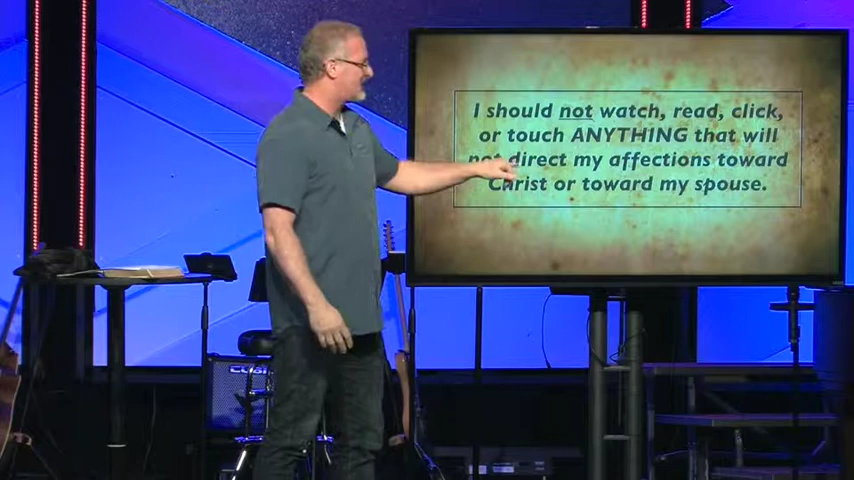 I should not watch, read, click,
or touch ANYTHING that will
not direct my affections toward
Christ or toward my spouse.